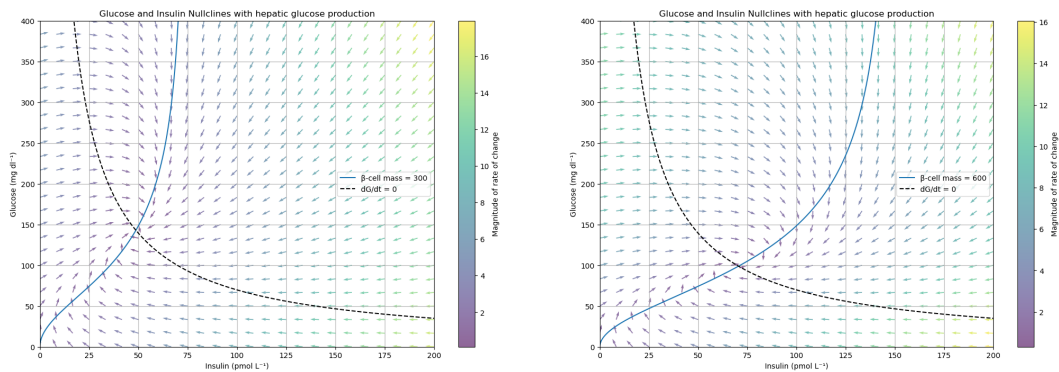 Glucose and Insulin Nullclines with hepatic glucose production
400
350
300
250
200
150
100
50
0
Glucose (mg dl⁻¹)
0 25 50 75 100 125 150 175 200
Insulin (pmol L⁻¹)
β-cell mass = 300
dG/dt = 0
18
16
14
12
10
8
6
4
2
Magnitude of rate of change
Glucose and Insulin Nullclines with hepatic glucose production
400
350
300
250
200
150
100
50
0
Glucose (mg dl⁻¹)
0 25 50 75 100 125 150 175 200
Insulin (pmol L⁻¹)
β-cell mass = 600
dG/dt = 0
16
14
12
10
8
6
4
2
Magnitude of rate of change